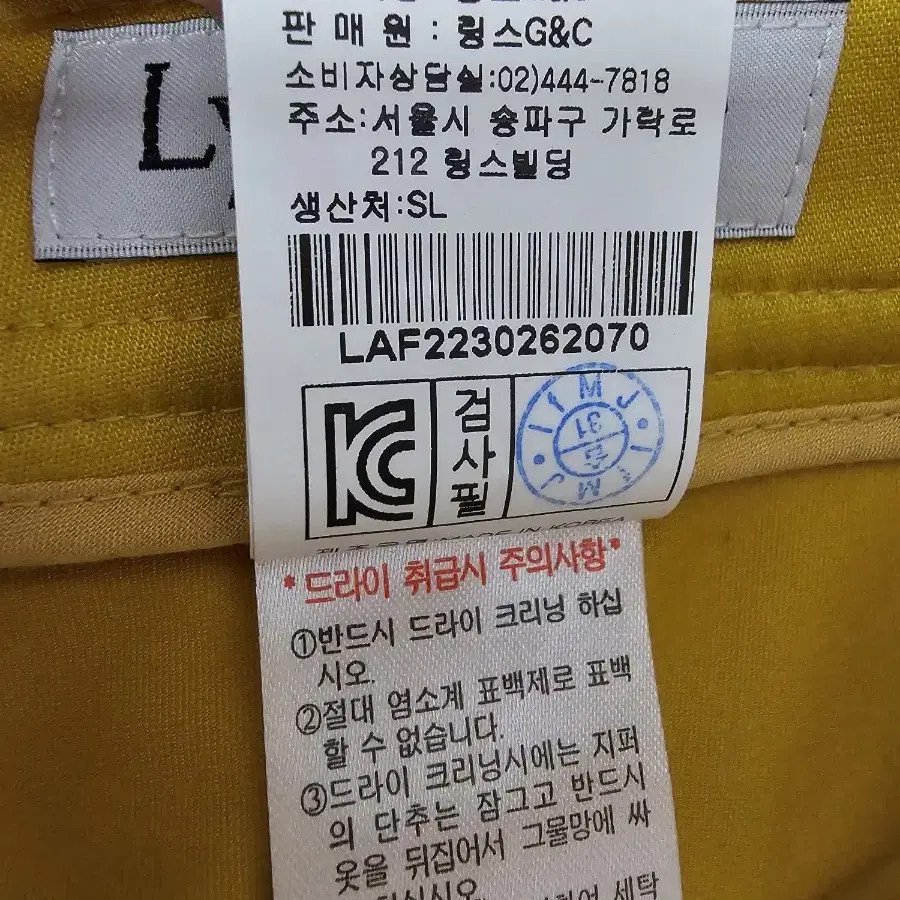 판 매 원 : 링스G&C
소비자상담실:02)444-7818
주소:서울시 송파구 가락로
212 링스빌딩
생산처:SL
LAF2230262070
검
사
필
31
MADE IN KOREA
*드라이 취급시 주의사항*
①반드시 드라이 크리닝 하십
시오.
②절대 염소계 표백제로 표백
할 수 없습니다.
③드라이 크리닝시에는 지퍼
의 단추는 잠그고 반드시
옷을 뒤집어서 그물망에 싸
세탁